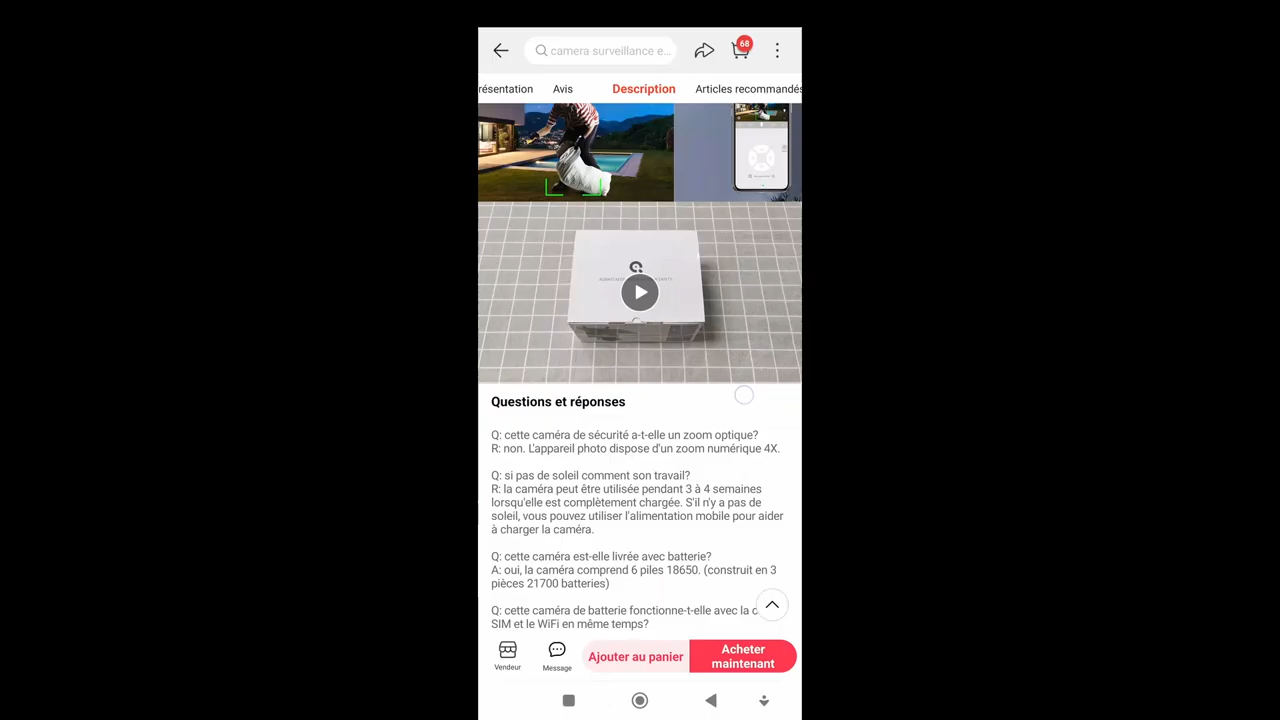 camera surveillance e...
68
résentation Avis Description Articles recommandés
Questions et réponses
Q: cette caméra de sécurité a-t-elle un zoom optique?
R: non. L'appareil photo dispose d'un zoom numérique 4X.
Q: si pas de soleil comment son travail?
R: la caméra peut être utilisée pendant 3 à 4 semaines
lorsqu'elle est complètement chargée. S'il n'y a pas de
soleil, vous pouvez utiliser l'alimentation mobile pour aider
à charger la caméra.
Q: cette caméra est-elle livrée avec batterie?
A: oui, la caméra comprend 6 piles 18650. (construit en 3
pièces 21700 batteries)
Q: cette caméra de batterie fonctionne-t-elle avec la c
SIM et le WiFi en même temps?
Vendeur
Message
Ajouter au panier
Acheter
maintenant